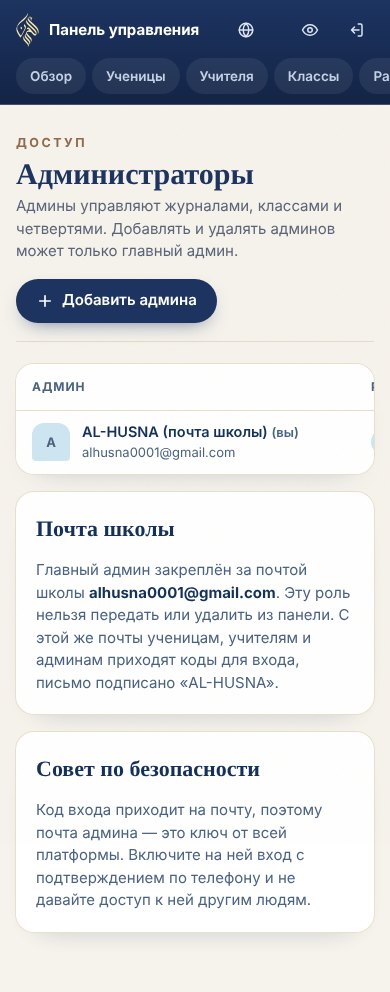 Панель управления
Обзор
Ученицы
Учителя
Классы
Ра
ДОСТУП
Администраторы
Админы управляют журналами, классами и
четвертями. Добавлять и удалять админов
может только главный админ.
+ Добавить админа
АДМИН
A
AL-HUSNA (почта школы) (вы)
alhusna0001@gmail.com
Почта школы
Главный админ закреплён за почтой
школы alhusna0001@gmail.com. Эту роль
нельзя передать или удалить из панели. С
этой же почты ученицам, учителям и
админам приходят коды для входа,
письмо подписано «AL-HUSNA».
Совет по безопасности
Код входа приходит на почту, поэтому
почта админа — это ключ от всей
платформы. Включите на ней вход с
подтверждением по телефону и не
давайте доступ к ней другим людям.